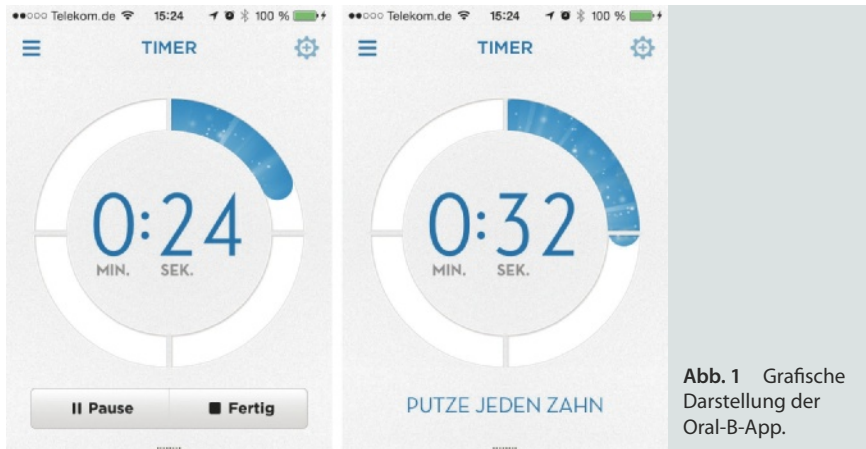 Telekom.de 15:24 100 %
TIMER
0:24
MIN. SEK.
II Pause Fertig
Telekom.de 15:24 100 %
TIMER
0:32
MIN. SEK.
PUTZE JEDEN ZAHN
Abb. 1 Grafische
Darstellung der
Oral-B-App.